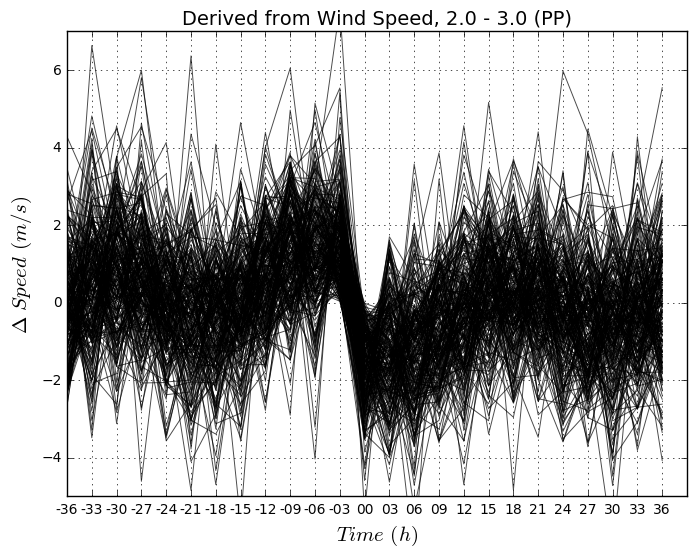 Derived from Wind Speed, 2.0 - 3.0 (PP)
6
4
2
0
−2
−4
Δ Speed (m/s)
-36 -33 -30 -27 -24 -21 -18 -15 -12 -09 -06 -03 00 03 06 09 12 15 18 21 24 27 30 33 36
Time (h)